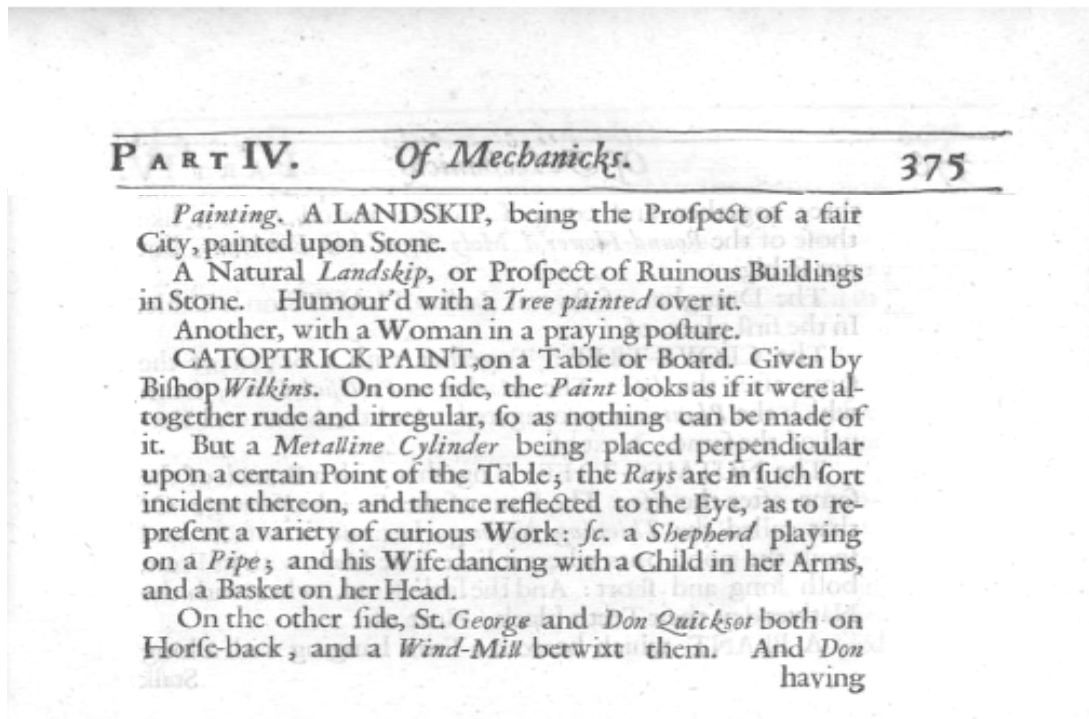 PART IV. Of Mechanicks. 375
Painting. A LANDSKIP, being the Proſpect of a fair
City, painted upon Stone.
A Natural Landskip, or Proſpect of Ruinous Buildings
in Stone. Humour'd with a Tree painted over it.
Another, with a Woman in a praying poſture.
CATOPTRICK PAINT, on a Table or Board. Given by
Biſhop Wilkins. On one ſide, the Paint looks as if it were al-
together rude and irregular, ſo as nothing can be made of
it. But a Metalline Cylinder being placed perpendicular
upon a certain Point of the Table; the Rays are in ſuch ſort
incident thereon, and thence reflected to the Eye, as to re-
preſent a variety of curious Work: ſc. a Shepherd playing
on a Pipe; and his Wife dancing with a Child in her Arms,
and a Basket on her Head.
On the other ſide, St. George and Don Quickſot both on
Horſe-back, and a Wind-Mill betwixt them. And Don
having